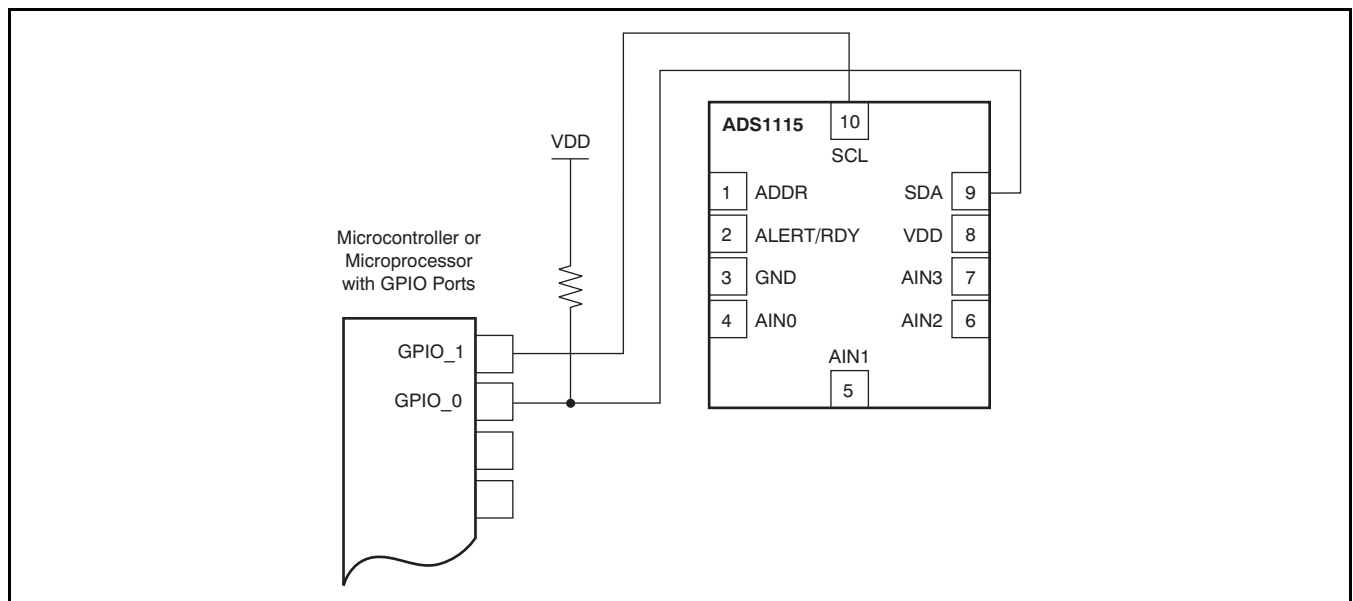 VDD
Microcontroller or
Microprocessor
with GPIO Ports
GPIO_1
GPIO_0
ADS1115
10
SCL
1 ADDR
SDA 9
2 ALERT/RDY
VDD 8
3 GND
AIN3 7
4 AIN0
AIN2 6
AIN1
5